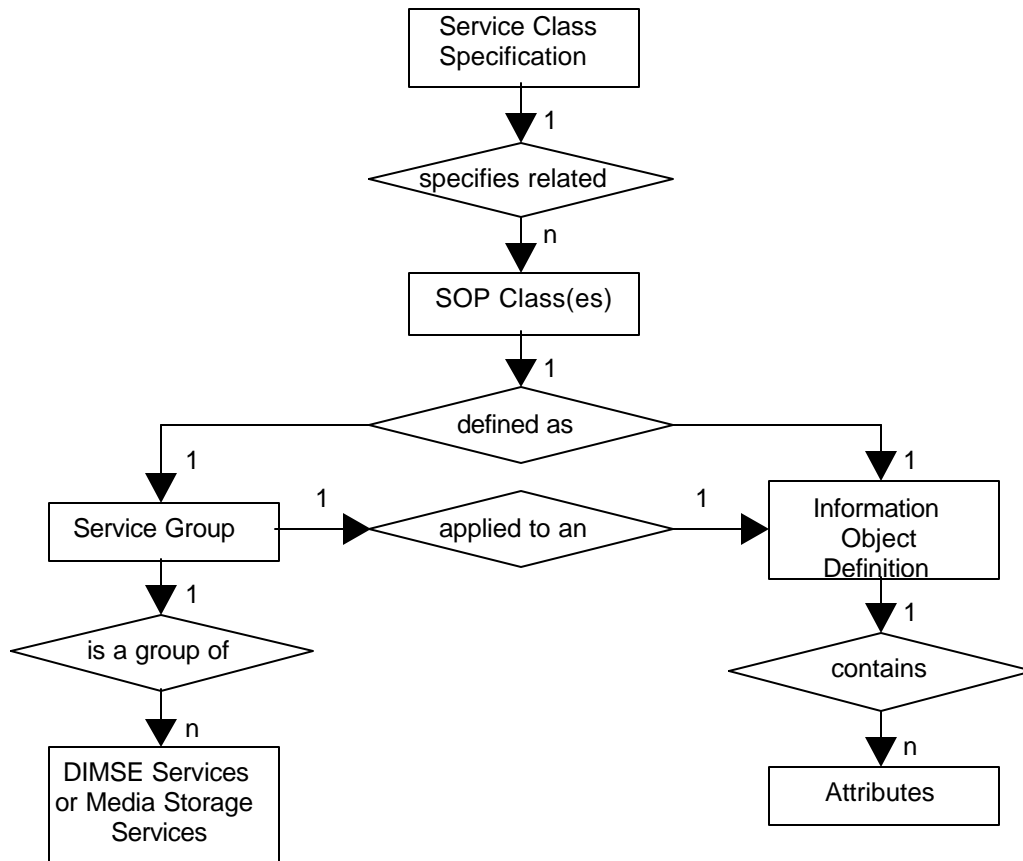 Service Class
Specification
1
specifies related
n
SOP Class(es)
1
defined as
1
1
Service Group
1
applied to an
1
Information
Object
Definition
1
is a group of
n
DIMSE Services
or Media Storage
Services
1
contains
n
Attributes